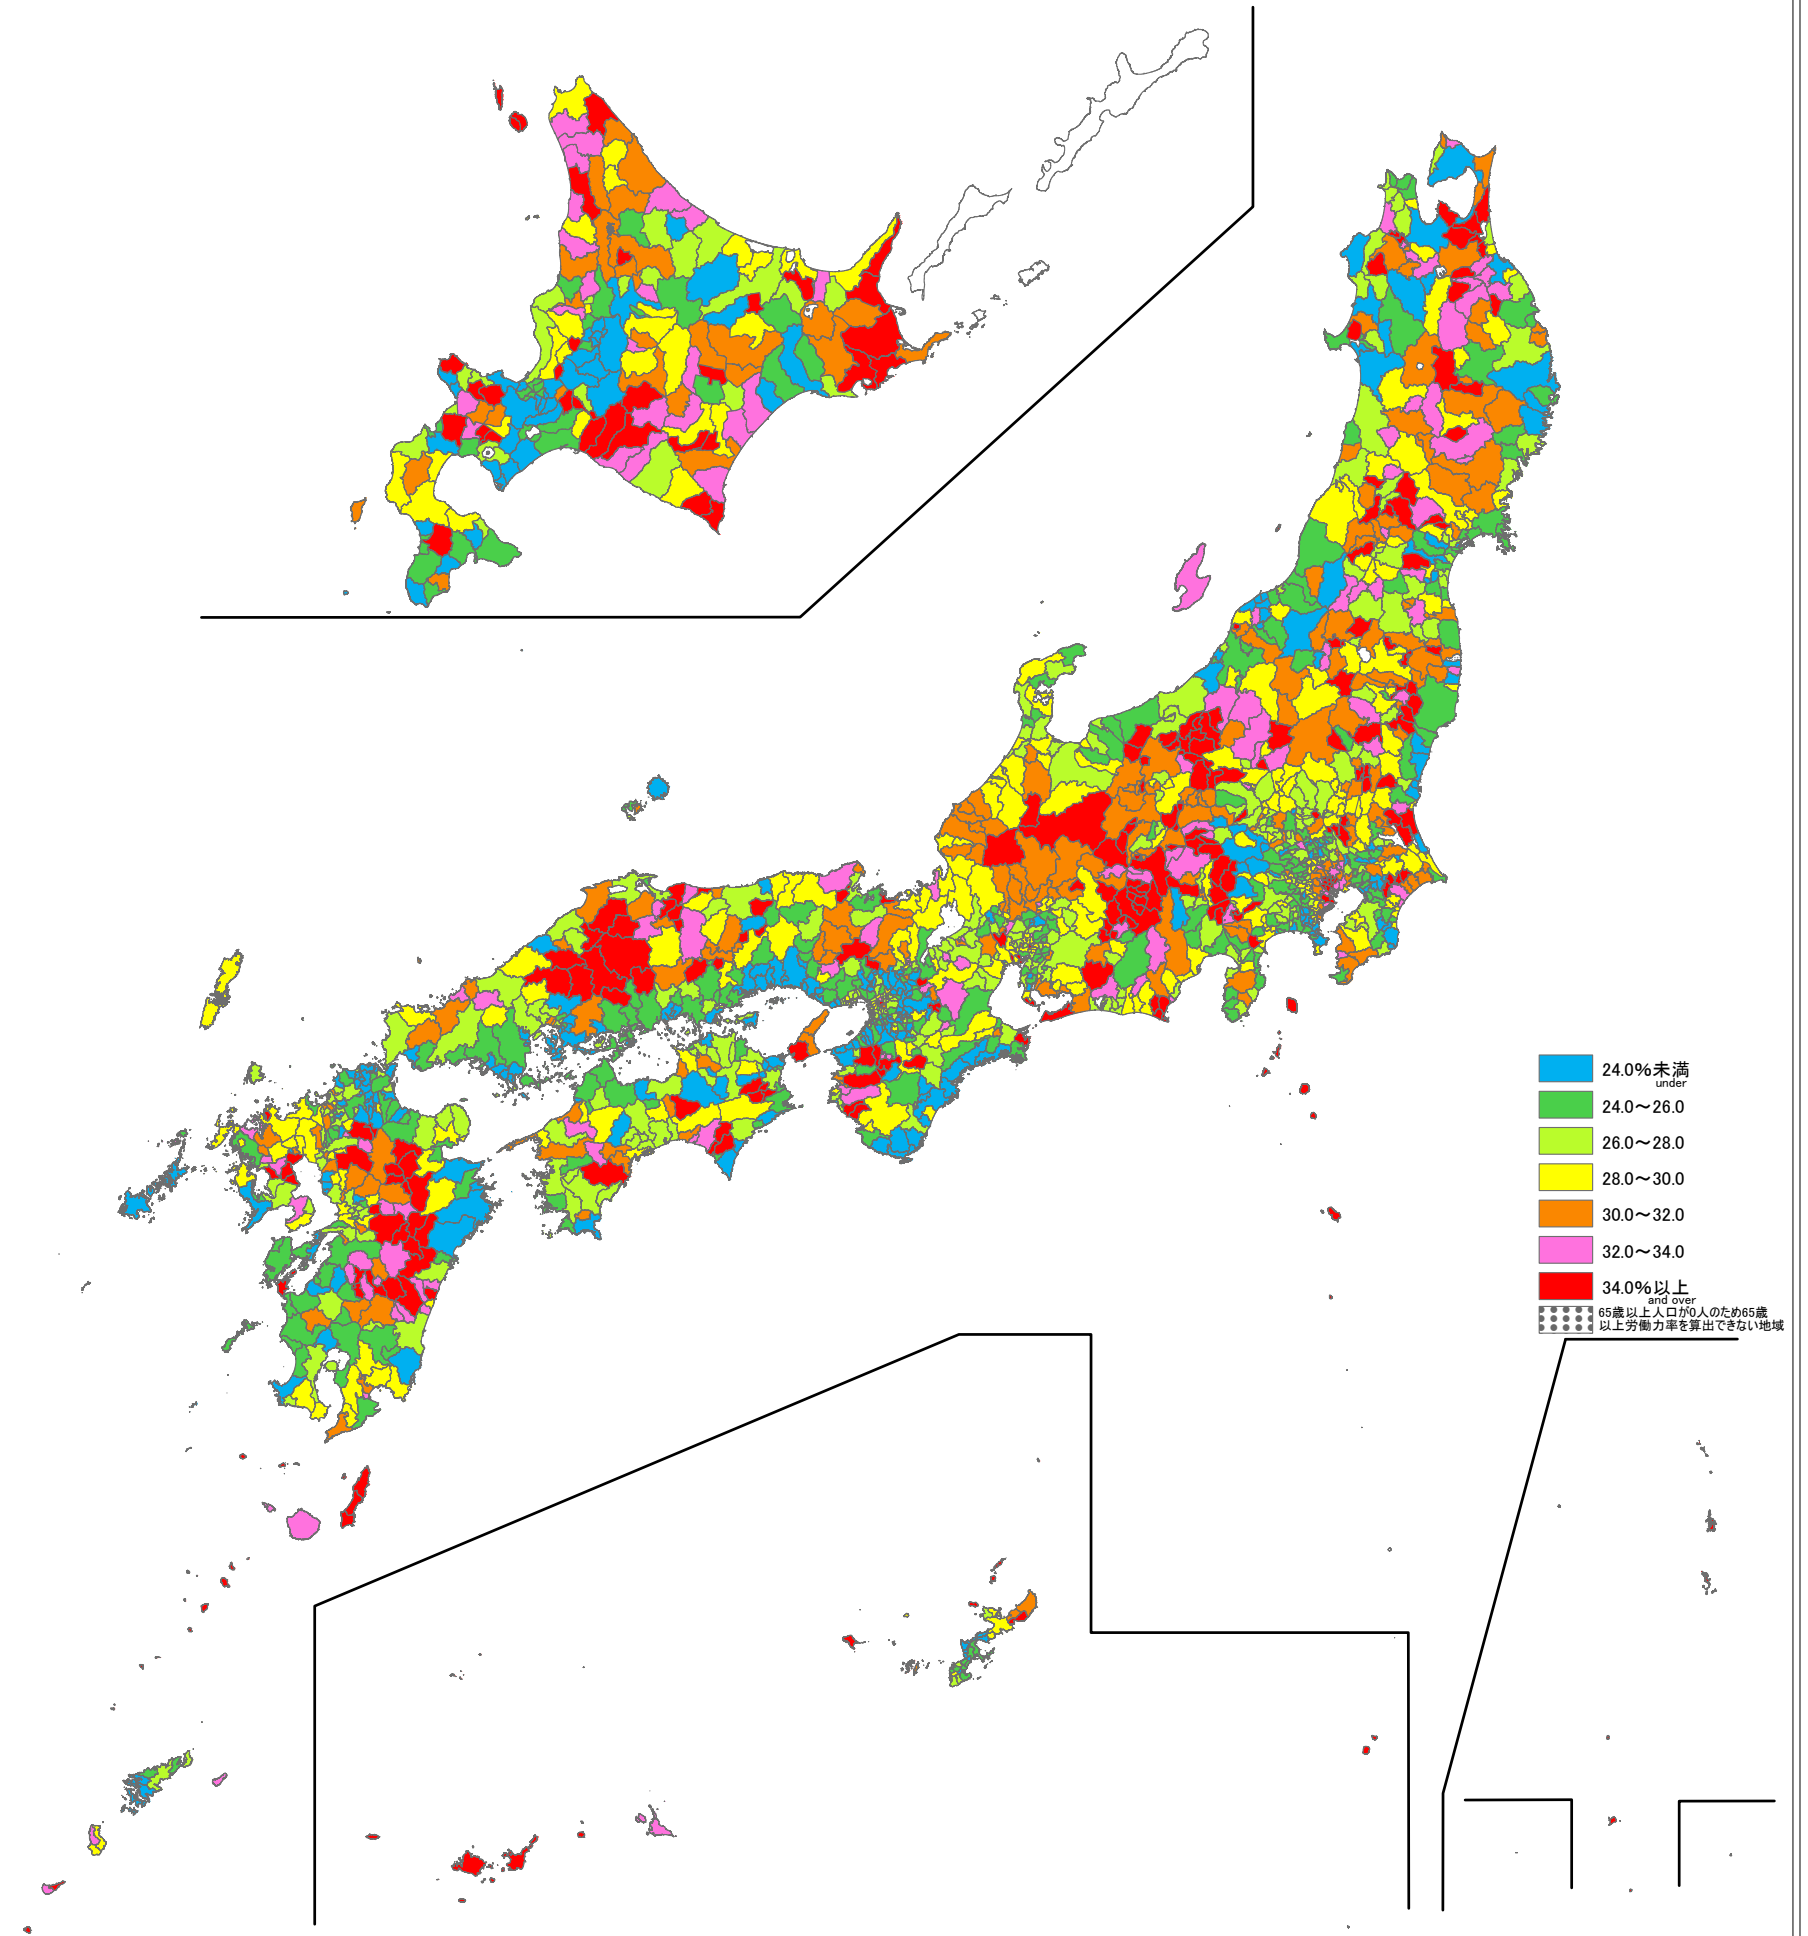 24.0%未満
under
24.0～26.0
26.0～28.0
28.0～30.0
30.0～32.0
32.0～34.0
34.0%以上
and over
65歳以上人口が0人のため65歳
以上労働力率を算出できない地域